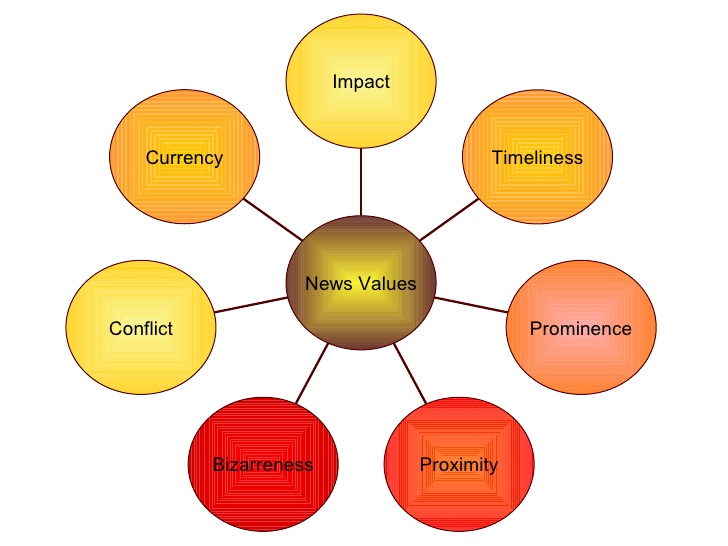 Impact
Currency
Timeliness
News Values
Conflict
Prominence
Bizarreness
Proximity